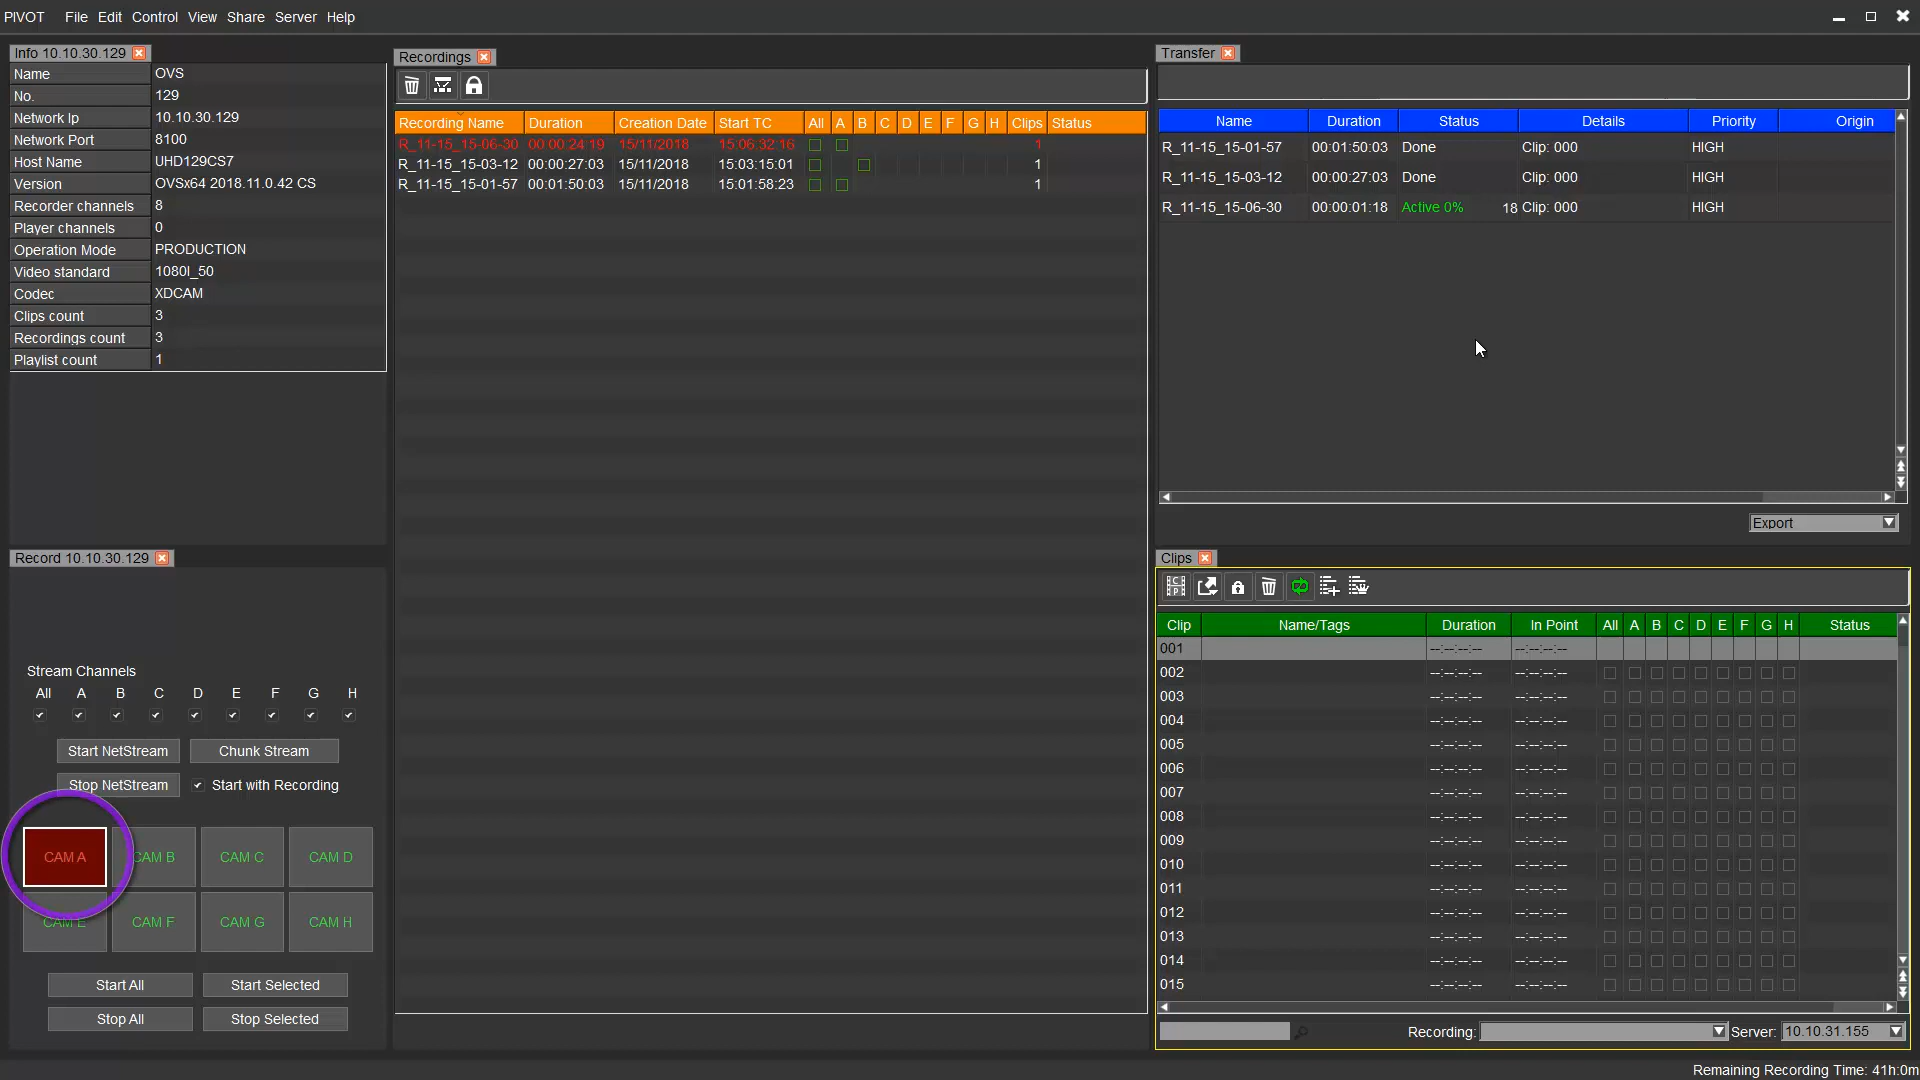 PIVOT File Edit Control View Share Server Help
Info 10.10.30.129
Name OVS
No. 129
Network Ip 10.10.30.129
Network Port 8100
Host Name UHD129CS7
Version OVSx64 2018.11.0.42 CS
Recorder channels 8
Player channels 0
Operation Mode PRODUCTION
Video standard 1080I_50
Codec XDCAM
Clips count 3
Recordings count 3
Playlist count 1
Record 10.10.30.129
Stream Channels
All A B C D E F G H
Start NetStream Chunk Stream
Stop NetStream Start with Recording
CAM A CAM B CAM C CAM D
CAM E CAM F CAM G CAM H
Start All Start Selected
Stop All Stop Selected
Recordings
Recording Name Duration Creation Date Start TC All A B C D E F G H Clips Status
R_11-15_15-06-30 00:00:24:19 15/11/2018 15:06:32:16 1
R_11-15_15-03-12 00:00:27:03 15/11/2018 15:03:15:01 1
R_11-15_15-01-57 00:01:50:03 15/11/2018 15:01:58:23 1
Transfer
Name Duration Status Details Priority Origin
R_11-15_15-01-57 00:01:50:03 Done Clip: 000 HIGH
R_11-15_15-03-12 00:00:27:03 Done Clip: 000 HIGH
R_11-15_15-06-30 00:00:01:18 Active 0% 18 Clip: 000 HIGH
Export
Clips
Clip Name/Tags Duration In Point All A B C D E F G H Status
001 --:--:--:-- --:--:--:--
002 --:--:--:-- --:--:--:--
003 --:--:--:-- --:--:--:--
004 --:--:--:-- --:--:--:--
005 --:--:--:-- --:--:--:--
006 --:--:--:-- --:--:--:--
007 --:--:--:-- --:--:--:--
008 --:--:--:-- --:--:--:--
009 --:--:--:-- --:--:--:--
010 --:--:--:-- --:--:--:--
011 --:--:--:-- --:--:--:--
012 --:--:--:-- --:--:--:--
013 --:--:--:-- --:--:--:--
014 --:--:--:-- --:--:--:--
015 --:--:--:-- --:--:--:--
Recording: Server: 10.10.31.155
Remaining Recording Time: 41h:0m